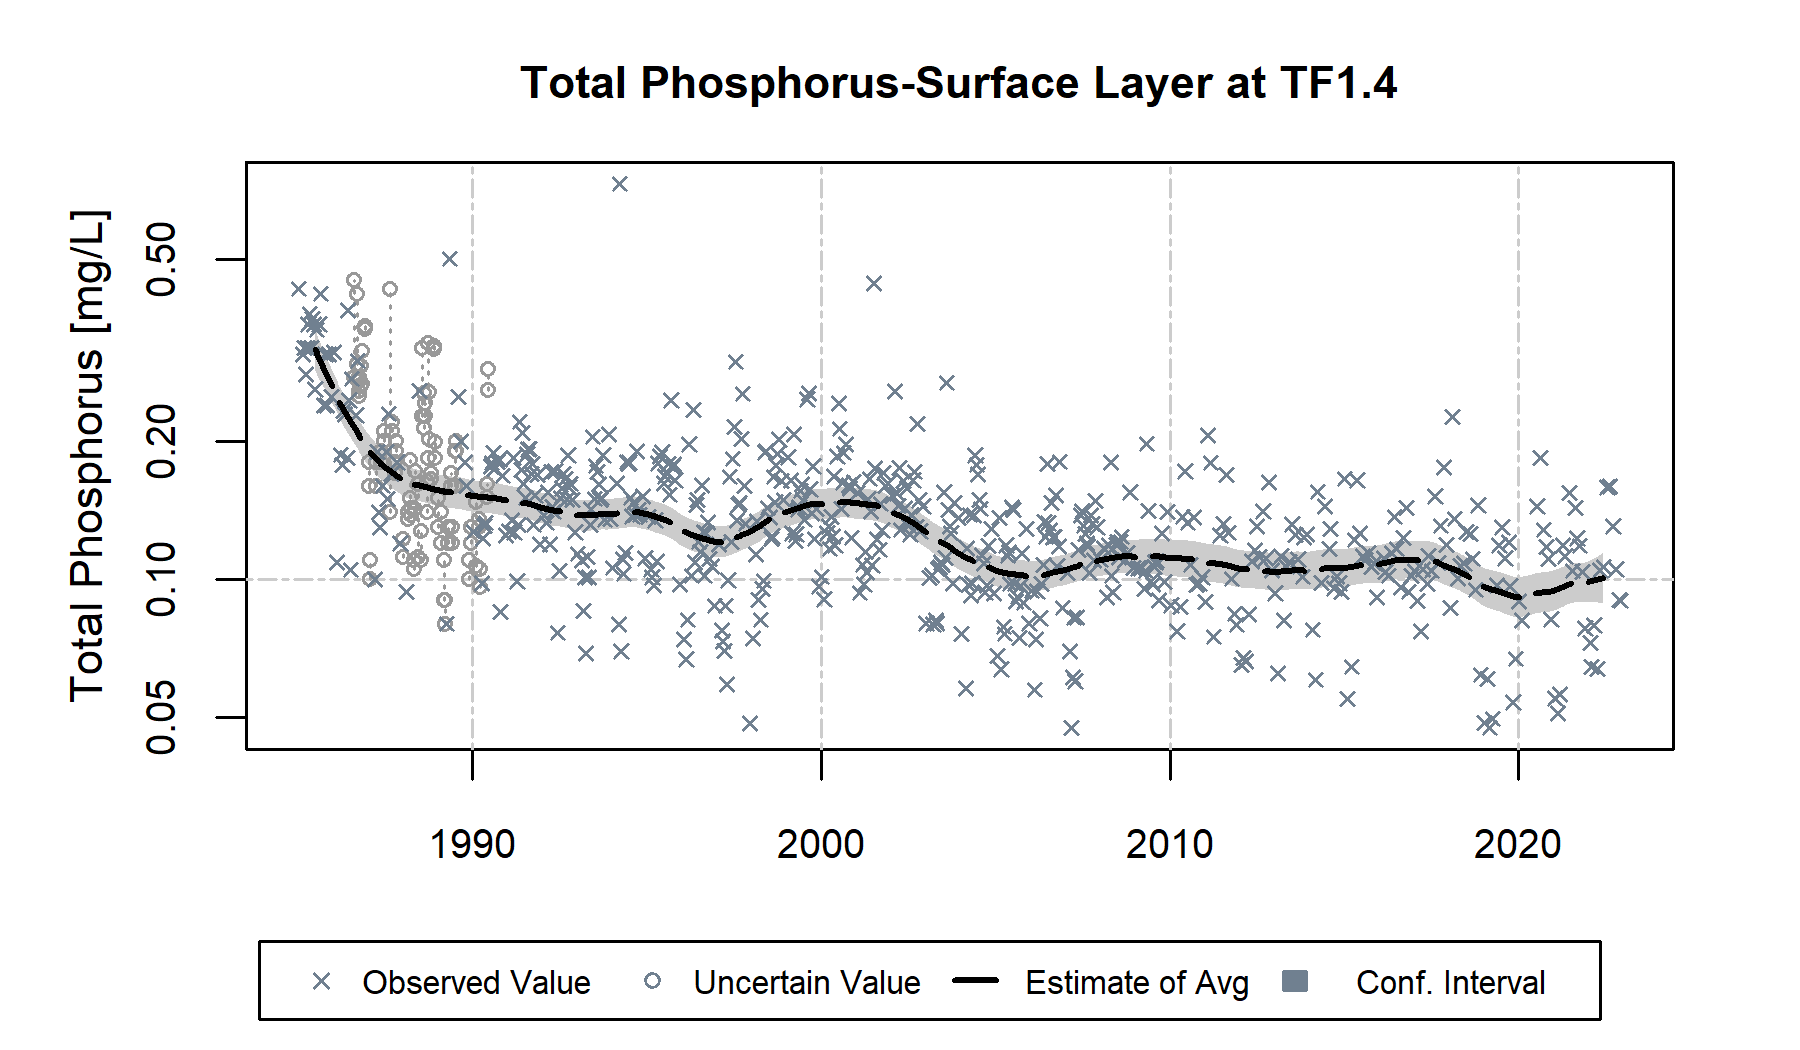 Total Phosphorus-Surface Layer at TF1.4
Total Phosphorus [mg/L]
0.50
0.20
0.10
0.05
1990 2000 2010 2020
Observed Value Uncertain Value Estimate of Avg Conf. Interval